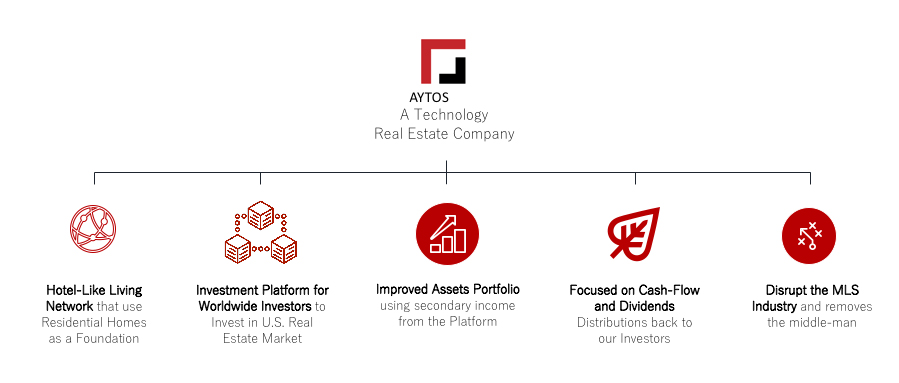 AYTOS
A Technology
Real Estate Company
Hotel-Like Living
Network that use
Residential Homes
as a Foundation
Investment Platform for
Worldwide Investors to
Invest in U.S. Real
Estate Market
Improved Assets Portfolio
using secondary income
from the Platform
Focused on Cash-Flow
and Dividends
Distributions back to
our Investors
Disrupt the MLS
Industry and removes
the middle-man